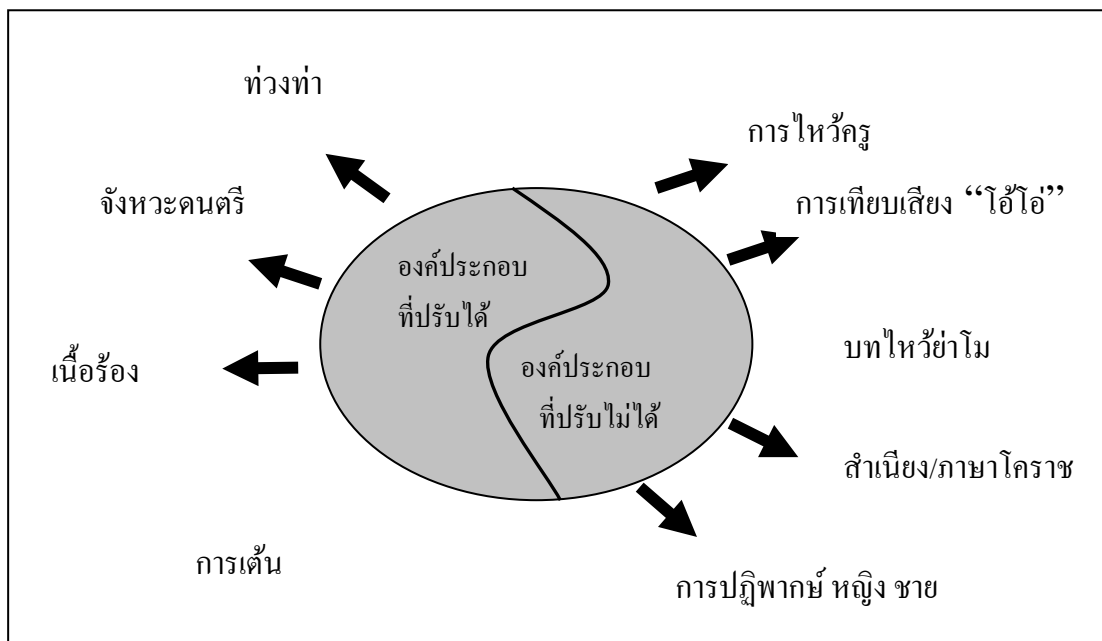 ท่วงท่า
จังหวะดนตรี
เนื้อร้อง
การเต้น
องค์ประกอบ
ที่ปรับได้
องค์ประกอบ
ที่ปรับไม่ได้
การไหว้ครู
การเทียบเสียง “โอ้โอ่”
บทไหว้ย่าโม
สำเนียง/ภาษาโคราช
การปฏิพากษ์ หญิง ชาย